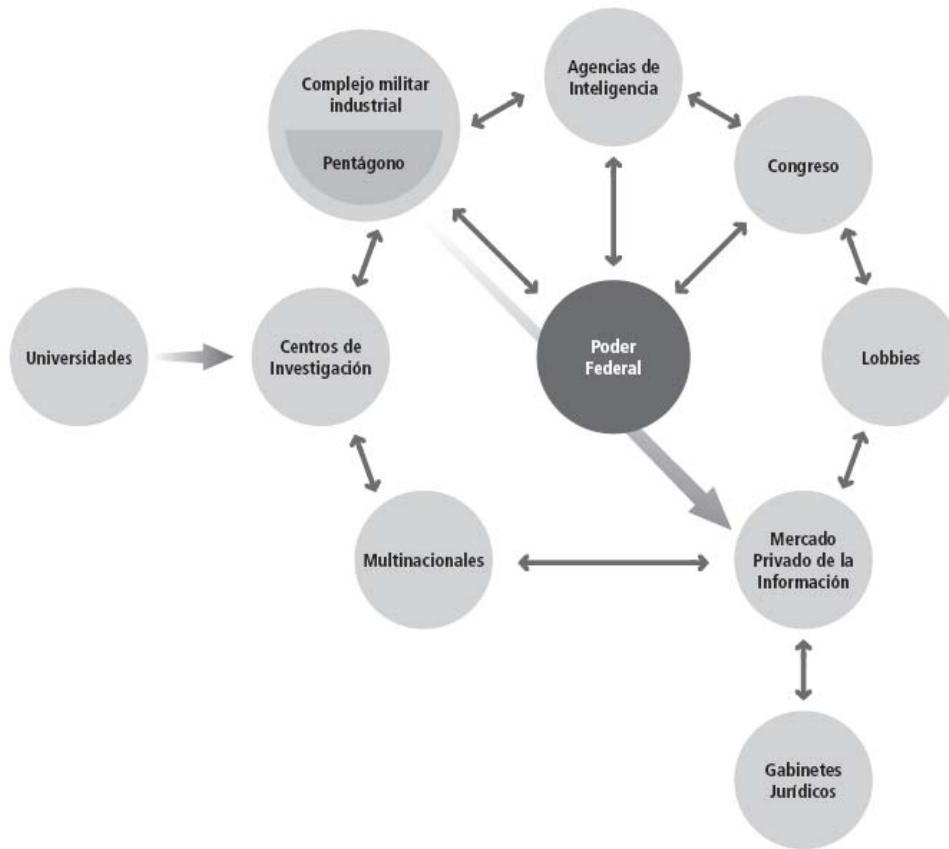 Agencias de
Inteligencia
Complejo militar
industrial
Pentágono
Congreso
Universidades
Centros de
Investigación
Poder
Federal
Lobbies
Multinacionales
Mercado
Privado de la
Información
Gabinetes
Jurídicos